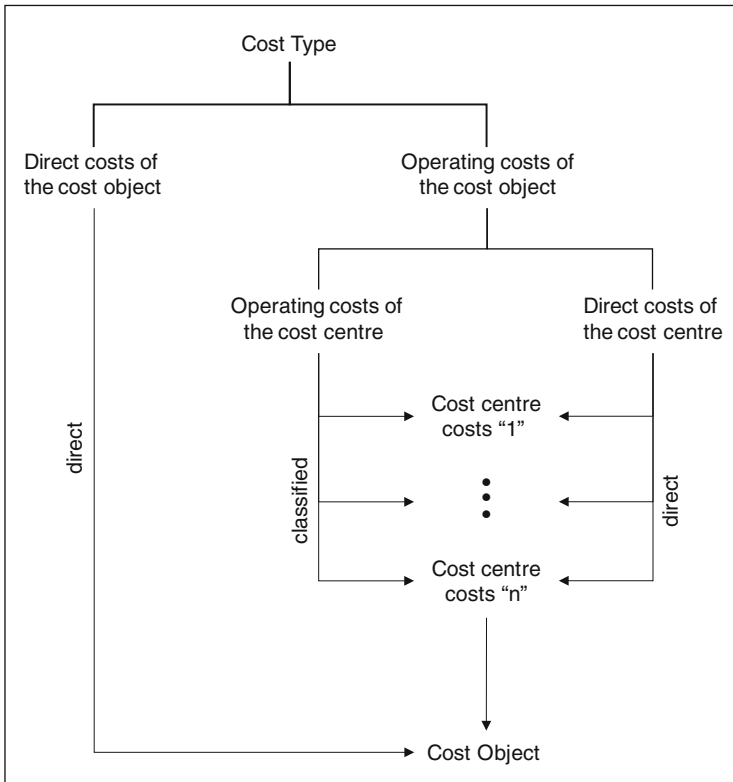 Cost Type
Direct costs of
the cost object
Operating costs of
the cost object
Operating costs of
the cost centre
Direct costs of
the cost centre
Cost centre
costs “1”
direct
classified
direct
Cost centre
costs “n”
Cost Object